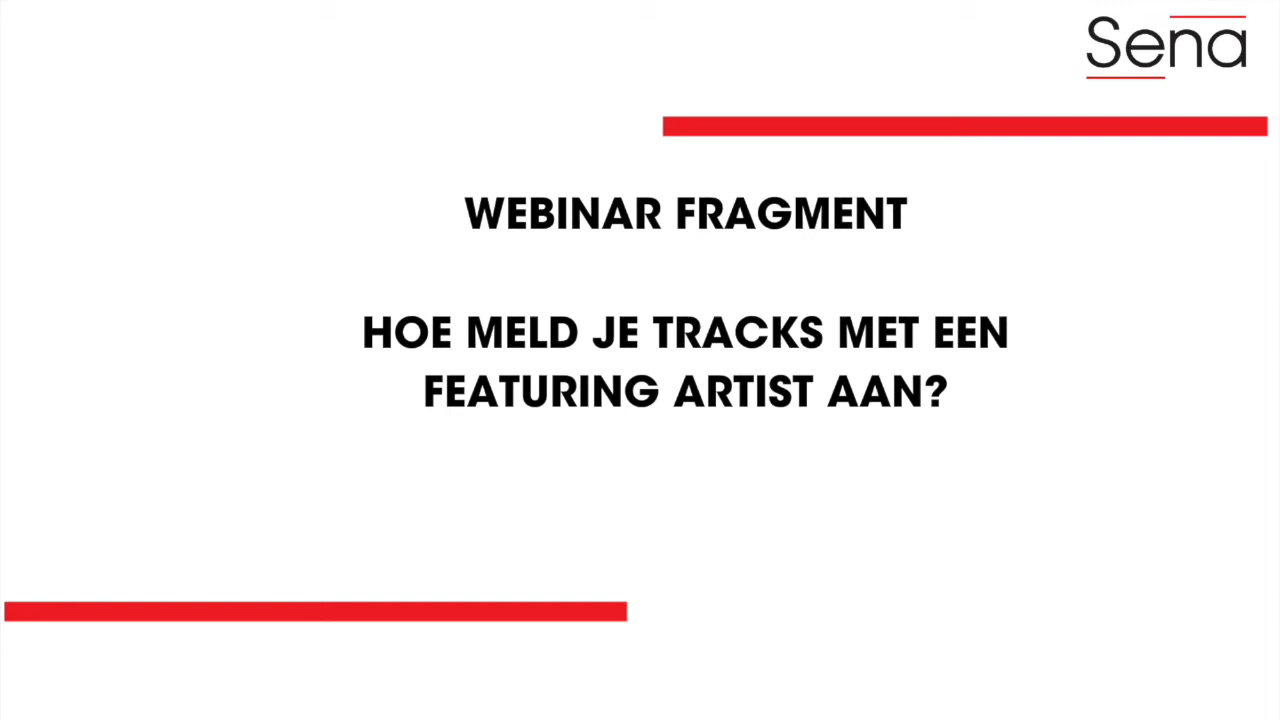 Sena
WEBINAR FRAGMENT
HOE MELD JE TRACKS MET EEN
FEATURING ARTIST AAN?